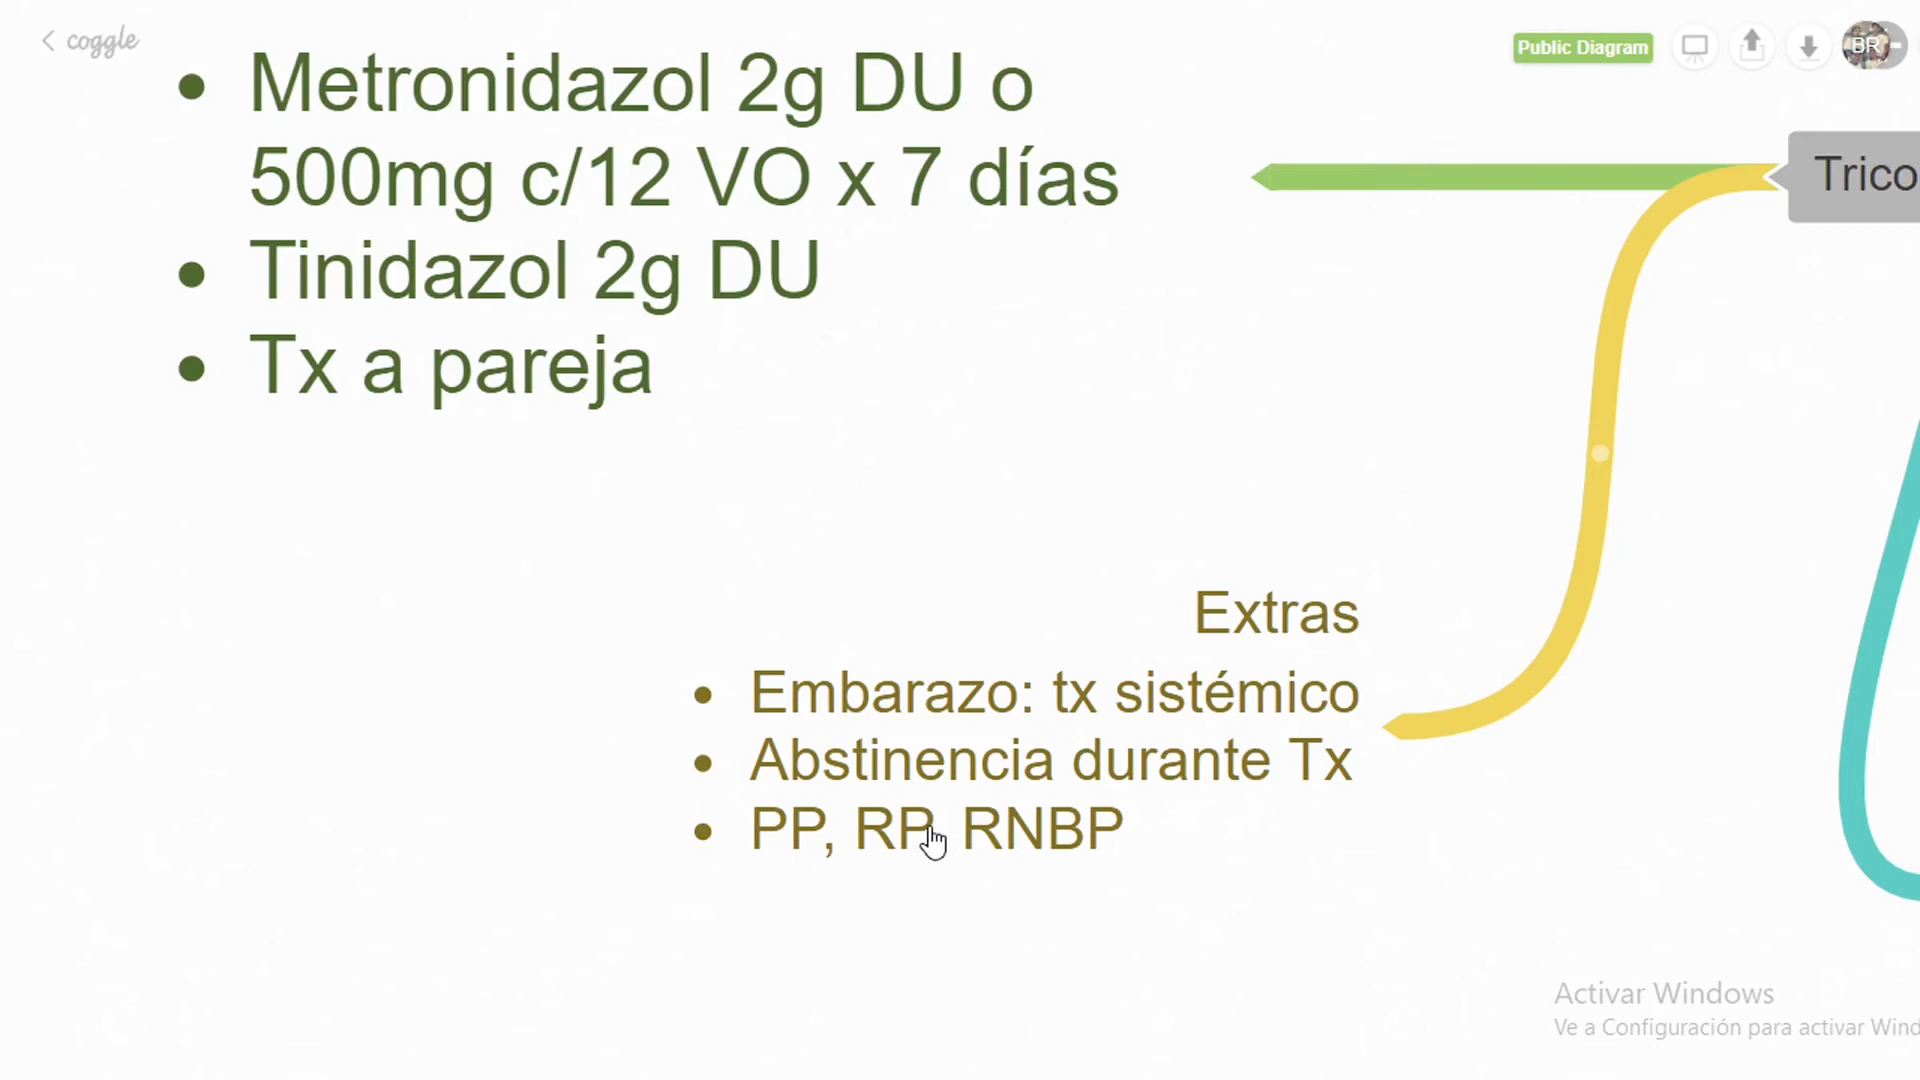 coggle
Public Diagram
BR
• Metronidazol 2g DU o
500mg c/12 VO x 7 días
• Tinidazol 2g DU
• Tx a pareja
Trico
Extras
• Embarazo: tx sistémico
• Abstinencia durante Tx
• PP, RP, RNBP
Activar Windows
Ve a Configuración para activar Wind